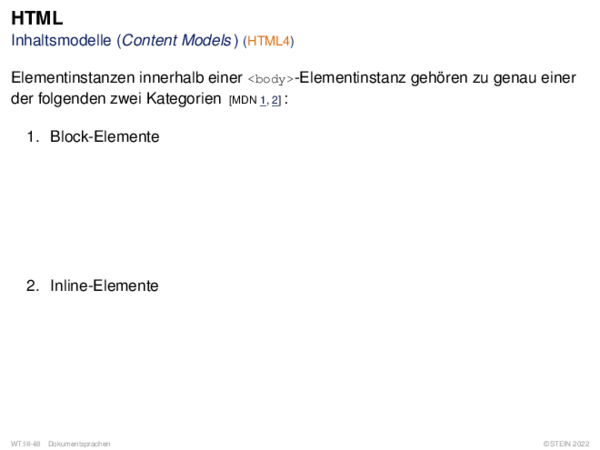 HTML
Inhaltsmodelle (Content Models) (HTML4)
Elementinstanzen innerhalb einer <body>-Elementinstanz gehören zu genau einer
der folgenden zwei Kategorien [MDN 1, 2] :
1. Block-Elemente
2. Inline-Elemente
WT:III-48 Dokumentsprachen ©STEIN 2022